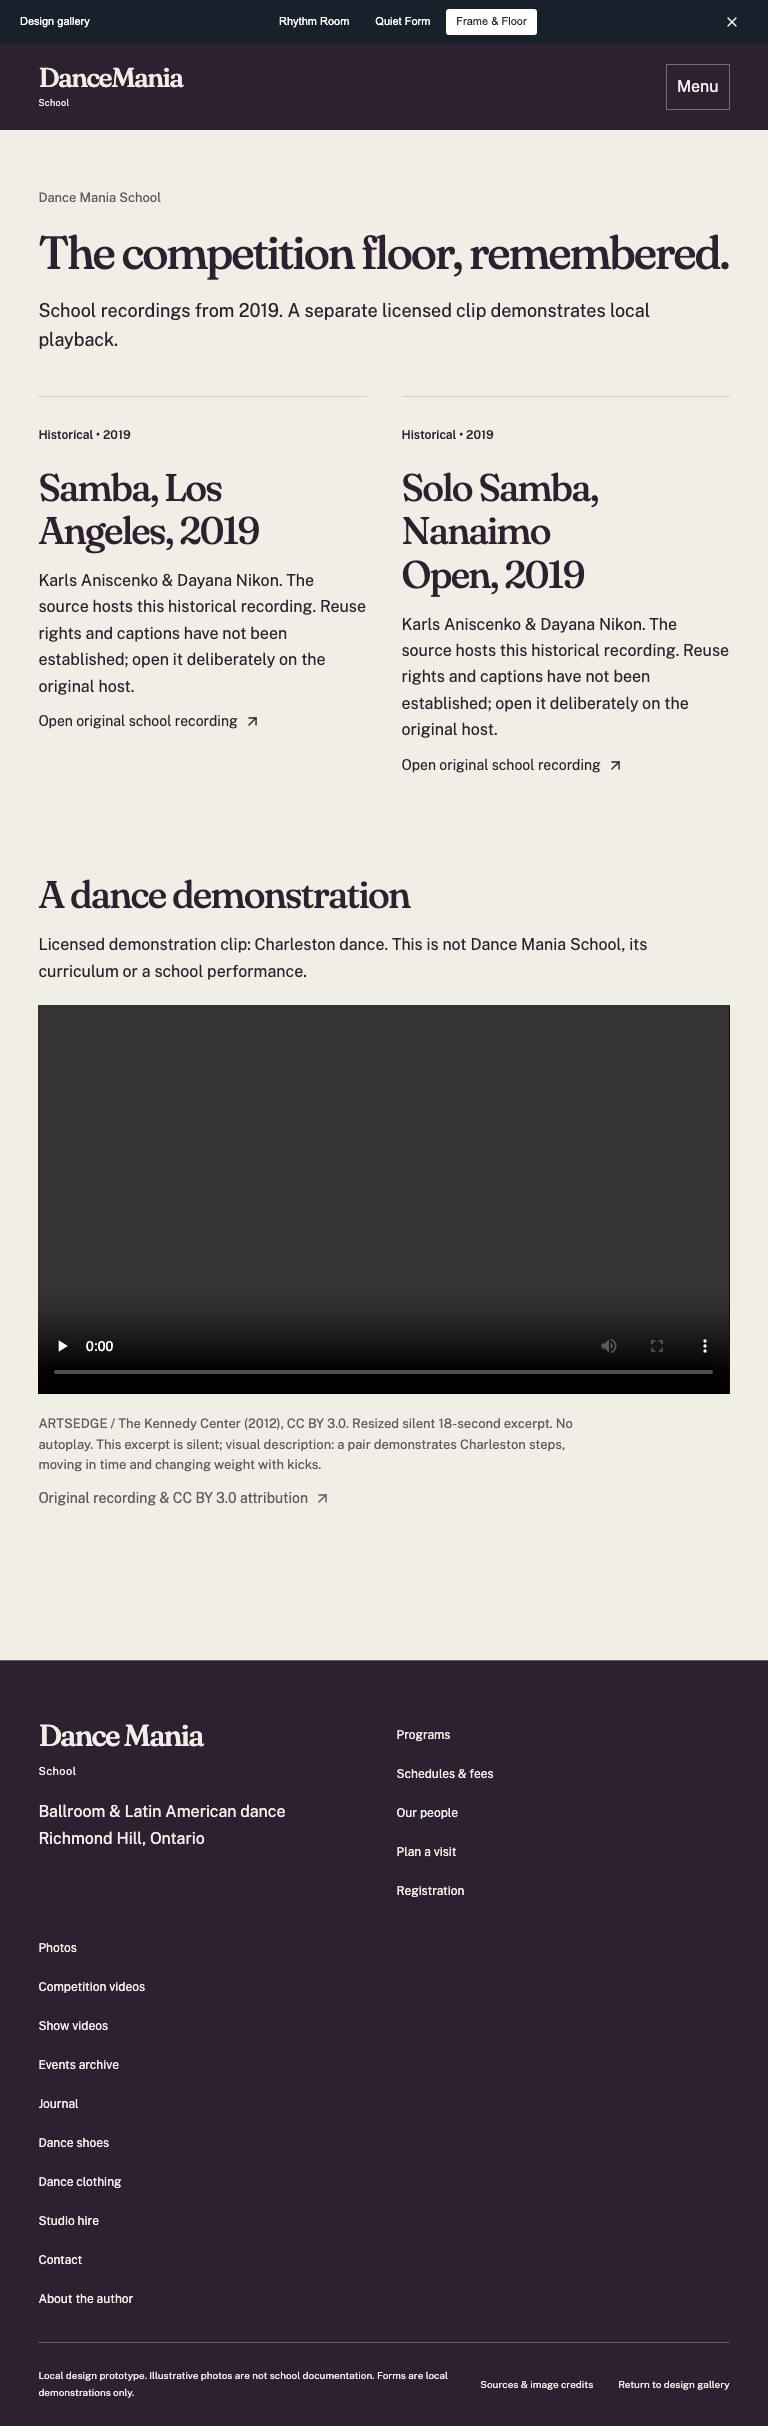 Design gallery
Rhythm Room
Quiet Form
Frame & Floor
DanceMania
School
Menu
Dance Mania School
The competition floor, remembered.
School recordings from 2019. A separate licensed clip demonstrates local
playback.
Historical • 2019
Samba, Los
Angeles, 2019
Karls Aniscenko & Dayana Nikon. The
source hosts this historical recording. Reuse
rights and captions have not been
established; open it deliberately on the
original host.
Open original school recording
Historical • 2019
Solo Samba,
Nanaimo
Open, 2019
Karls Aniscenko & Dayana Nikon. The
source hosts this historical recording. Reuse
rights and captions have not been
established; open it deliberately on the
original host.
Open original school recording
A dance demonstration
Licensed demonstration clip: Charleston dance. This is not Dance Mania School, its
curriculum or a school performance.
0:00
ARTSEDGE / The Kennedy Center (2012), CC BY 3.0. Resized silent 18-second excerpt. No
autoplay. This excerpt is silent; visual description: a pair demonstrates Charleston steps,
moving in time and changing weight with kicks.
Original recording & CC BY 3.0 attribution
Dance Mania
School
Ballroom & Latin American dance
Richmond Hill, Ontario
Programs
Schedules & fees
Our people
Plan a visit
Registration
Photos
Competition videos
Show videos
Events archive
Journal
Dance shoes
Dance clothing
Studio hire
Contact
About the author
Local design prototype. Illustrative photos are not school documentation. Forms are local
demonstrations only.
Sources & image credits
Return to design gallery